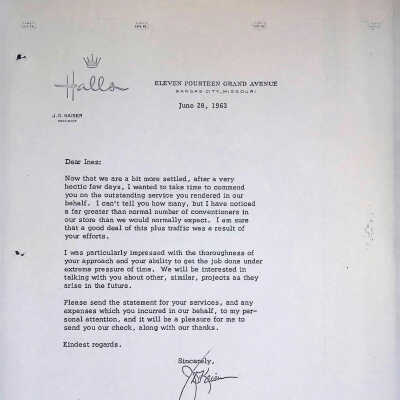 Halls
ELEVEN FOURTEEN GRAND AVENUE
KANSAS CITY, MISSOURI
J. O. KAISER
PRESIDENT
June 28, 1963
Dear Inez:
Now that we are a bit more settled, after a very
hectic few days, I wanted to take time to commend
you on the outstanding service you rendered in our
behalf. I can't tell you how many, but I have noticed
a far greater than normal number of conventioners in
our store than we would normally expect. I am sure
that a good deal of this plus traffic was a result of
your efforts.
I was particularly impressed with the thoroughness of
your approach and your ability to get the job done under
extreme pressure of time. We will be interested in
talking with you about other, similar, projects as they
arise in the future.
Please send the statement for your services, and any
expenses which you incurred in our behalf, to my per-
sonal attention, and it will be a pleasure for me to
send you our check, along with our thanks.
Kindest regards.
Sincerely,